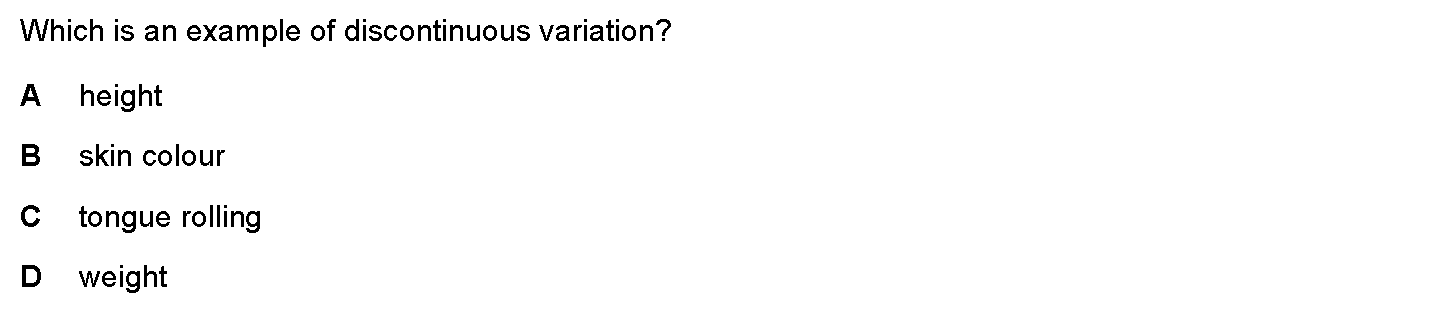 Which is an example of discontinuous variation?
A height
B skin colour
C tongue rolling
D weight